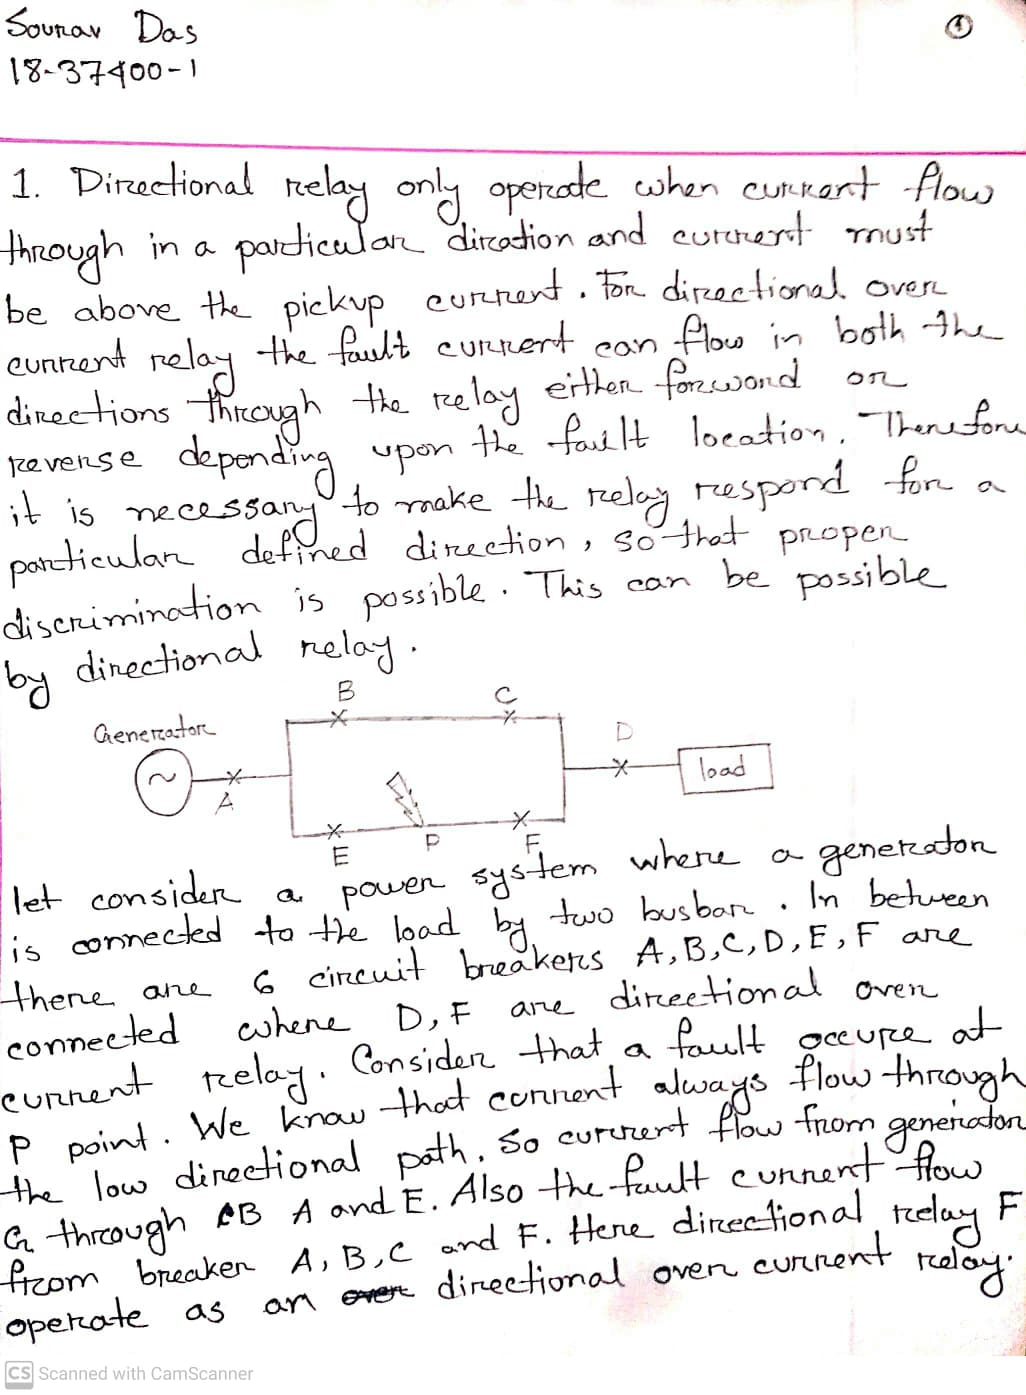 Sourav Das
1
18-37400-1
1. Directional relay only operate when current flow
through in a particular diraction and current must
be above the pickup current. For directional over
current relay the fault current can flow in both the
directions through the relay either forword or
reverse depending upon the faillt location. Therefore
it is necessary to make the relay respond for a
particular defined direction, so that proper
discrimination is possible. This can be possible
by directional relay.
B
C
Generator
D
load
A
E
P
F
let consider a power system where a generator
is connected to the load by two busbar. In between
there are 6 circuit breakers A,B,C,D,E,F are
connected where D,F are directional over
current relay. Consider that a fault occure at
P point. We know that current always flow through
the low directional path. So current flow from generator
G through A and E. Also the fault current flow
from breaker A, B, C and F. Here directional relay F
operate as an over directional over current relay.
CS Scanned with CamScanner